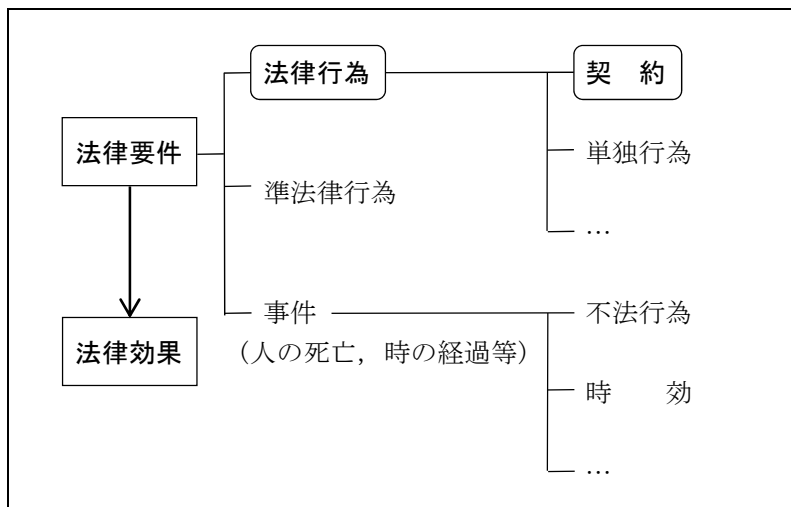 法律行為
契　約
法律要件
単独行為
準法律行為
…
事件
不法行為
法律効果
（人の死亡，時の経過等）
時　　効
…